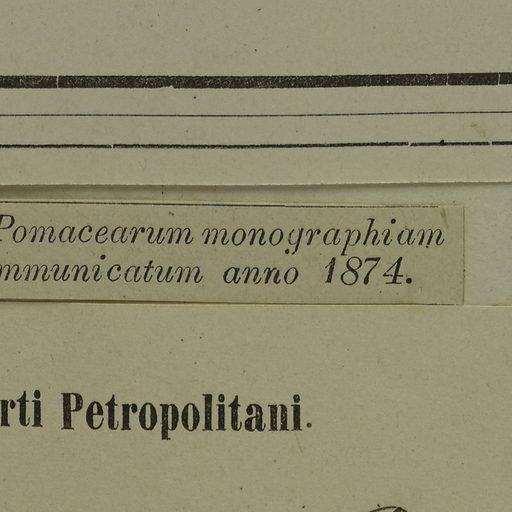 Pomacearum monographiam
mmunicatum anno 1874.
rti Petropolitani.